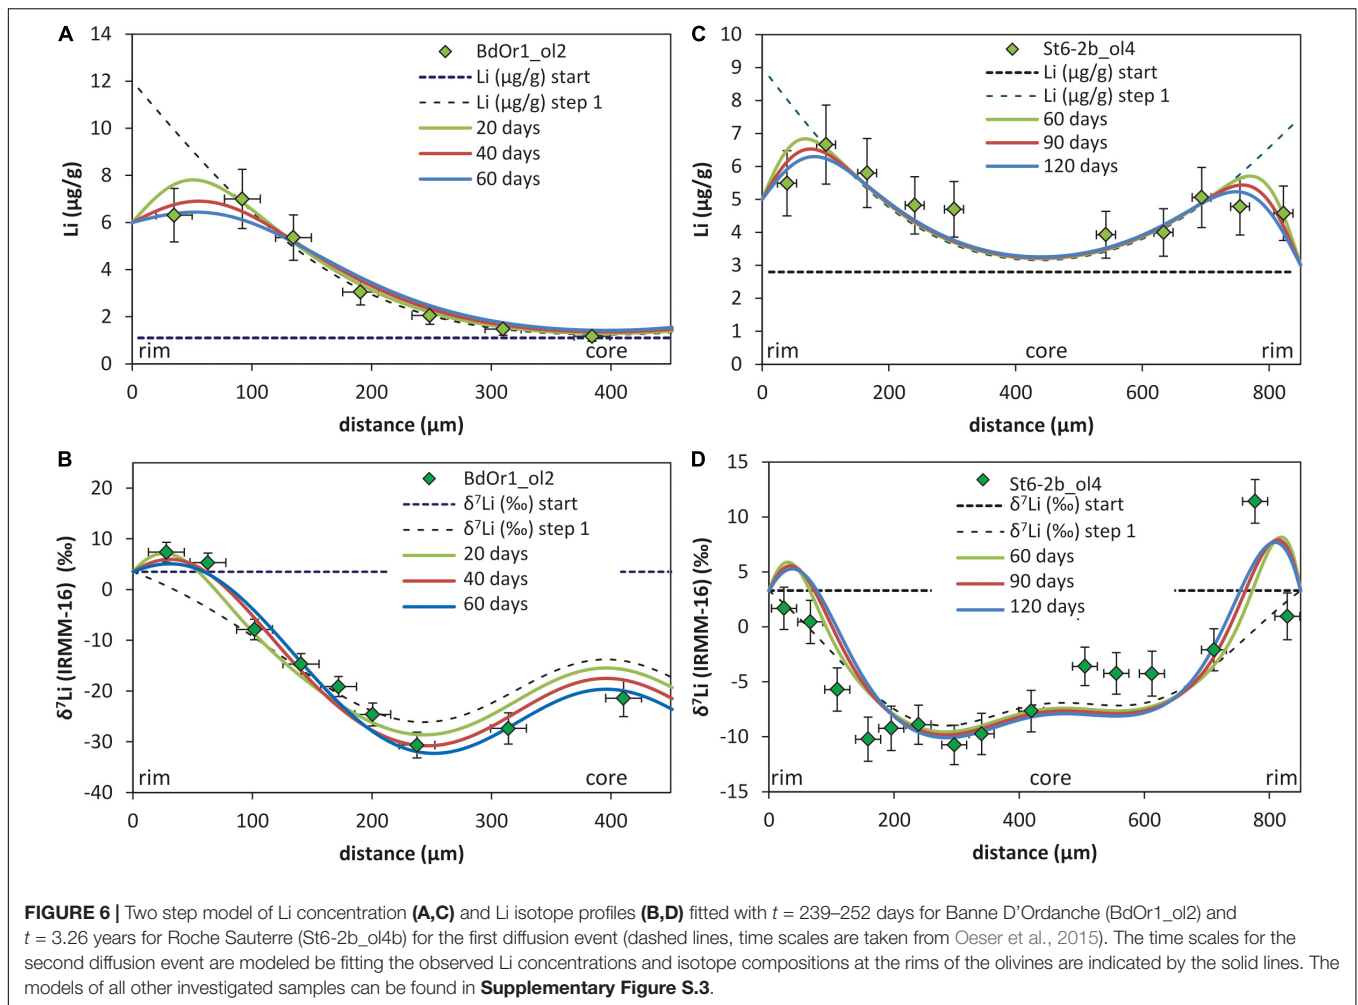 A
14
12
10
8
6
4
2
0
Li (µg/g)
BdOr1_ol2
Li (µg/g) start
Li (µg/g) step 1
20 days
40 days
60 days
rim
core
0
100
200
300
400
distance (µm)
C
10
9
8
7
6
5
4
3
2
1
0
Li (µg/g)
St6-2b_ol4
Li (µg/g) start
Li (µg/g) step 1
60 days
90 days
120 days
rim
core
rim
0
200
400
600
800
distance (µm)
B
20
10
0
-10
-20
-30
-40
δ⁷Li (IRMM-16) (‰)
BdOr1_ol2
δ⁷Li (‰) start
δ⁷Li (‰) step 1
20 days
40 days
60 days
rim
core
0
100
200
300
400
distance (µm)
D
15
10
5
0
-5
-10
-15
δ⁷Li (IRMM-16) (‰)
St6-2b_ol4
δ⁷Li (‰) start
δ⁷Li (‰) step 1
60 days
90 days
120 days
rim
core
rim
0
200
400
600
800
distance (µm)
FIGURE 6 | Two step model of Li concentration (A,C) and Li isotope profiles (B,D) fitted with t = 239–252 days for Banne D'Ordanche (BdOr1_ol2) and
t = 3.26 years for Roche Sauterre (St6-2b_ol4b) for the first diffusion event (dashed lines, time scales are taken from Oeser et al., 2015). The time scales for the
second diffusion event are modeled be fitting the observed Li concentrations and isotope compositions at the rims of the olivines are indicated by the solid lines. The
models of all other investigated samples can be found in Supplementary Figure S.3.